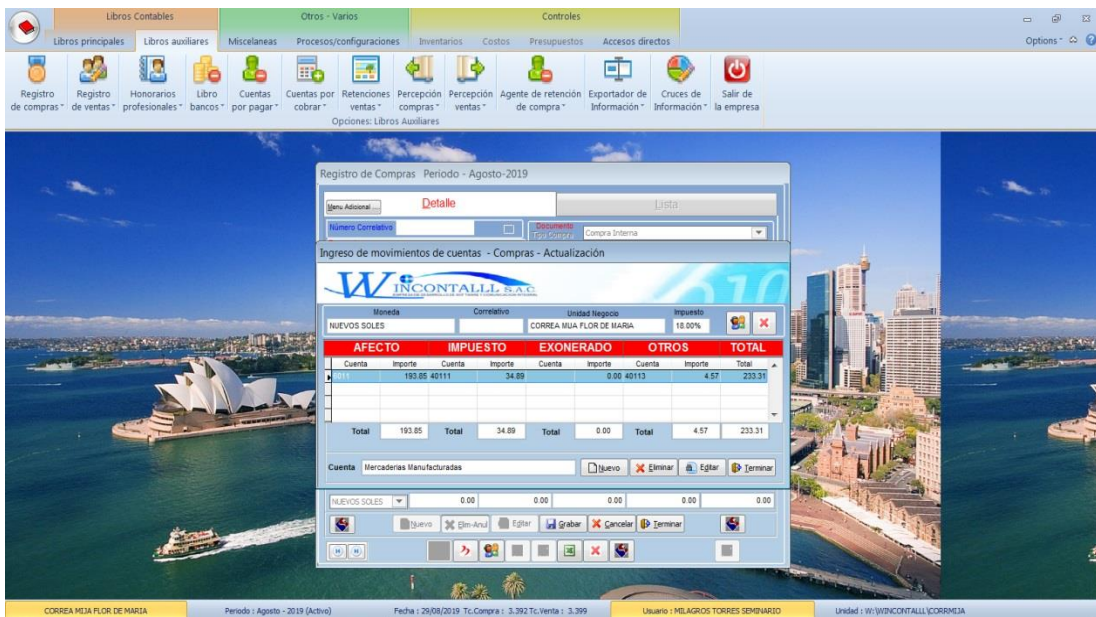 Libros Contables Otros - Varios Controles
Libros principales Libros auxiliares Miscelaneas Procesos/configuraciones Inventarios Costos Presupuestos Accesos directos Options
Registro de compras Registro de ventas Honorarios profesionales Libro bancos Cuentas por pagar Cuentas por cobrar Retenciones ventas Percepción compras Percepción ventas Agente de retención de compra Exportador de Información Cruces de Información Salir de la empresa
Opciones: Libros Auxiliares
Registro de Compras Periodo - Agosto-2019
Menu Adicional .... Detalle Lista
Número Correlativo Documento
Tipo Compra Compra Interna
Ingreso de movimientos de cuentas - Compras - Actualización
WINCONTALLL S.A.C.
Moneda Correlativo Unidad Negocio Impuesto
NUEVOS SOLES CORREA MIJA FLOR DE MARIA 18.00%
AFECTO IMPUESTO EXONERADO OTROS TOTAL
Cuenta Importe Cuenta Importe Cuenta Importe Cuenta Importe Total
6011 193.85 40111 34.89 0.00 40113 4.57 233.31
Total 193.85 Total 34.89 Total 0.00 Total 4.57 233.31
Cuenta Mercaderias Manufacturadas Nuevo Eliminar Editar Terminar
NUEVOS SOLES 0.00 0.00 0.00 0.00 0.00
Nuevo Elim-Anul Editar Grabar Cancelar Terminar
CORREA MIJA FLOR DE MARIA Periodo : Agosto - 2019 (Activo) Fecha : 29/08/2019 Tc.Compra : 3.392 Tc.Venta : 3.399 Usuario : MILAGROS TORRES SEMINARIO Unidad : W:\WINCONTALLL\CORRMIJA